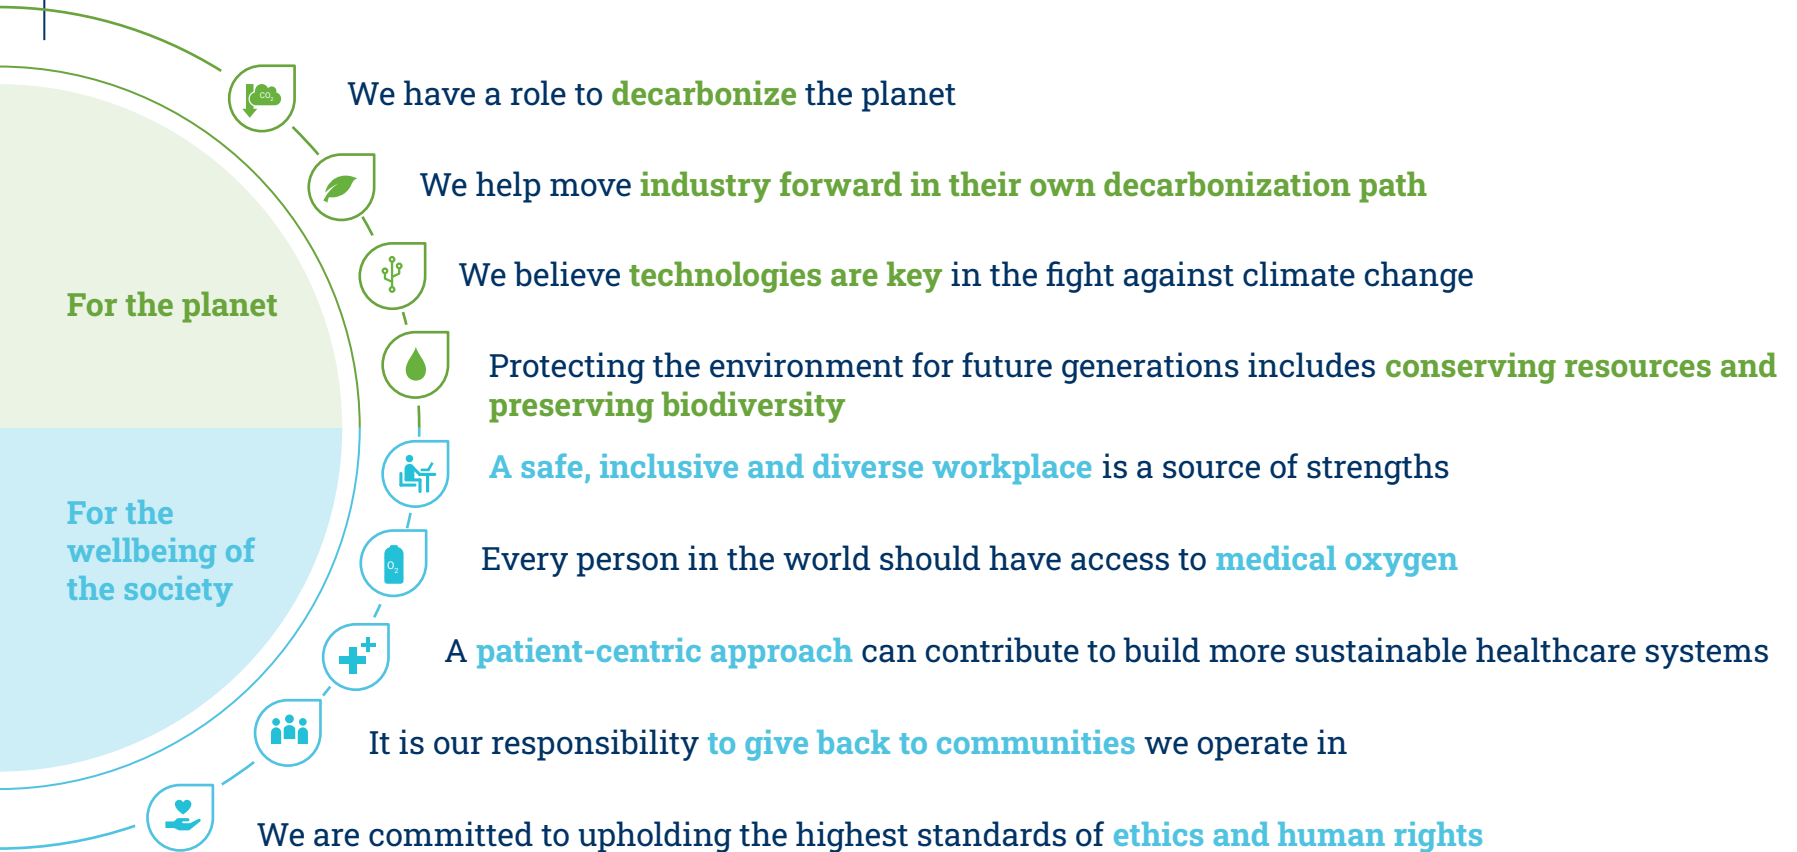 CO₂
We have a role to decarbonize the planet
We help move industry forward in their own decarbonization path
We believe technologies are key in the fight against climate change
For the planet
Protecting the environment for future generations includes conserving resources and
preserving biodiversity
A safe, inclusive and diverse workplace is a source of strengths
For the
wellbeing of
the society
O₂
Every person in the world should have access to medical oxygen
A patient-centric approach can contribute to build more sustainable healthcare systems
It is our responsibility to give back to communities we operate in
We are committed to upholding the highest standards of ethics and human rights